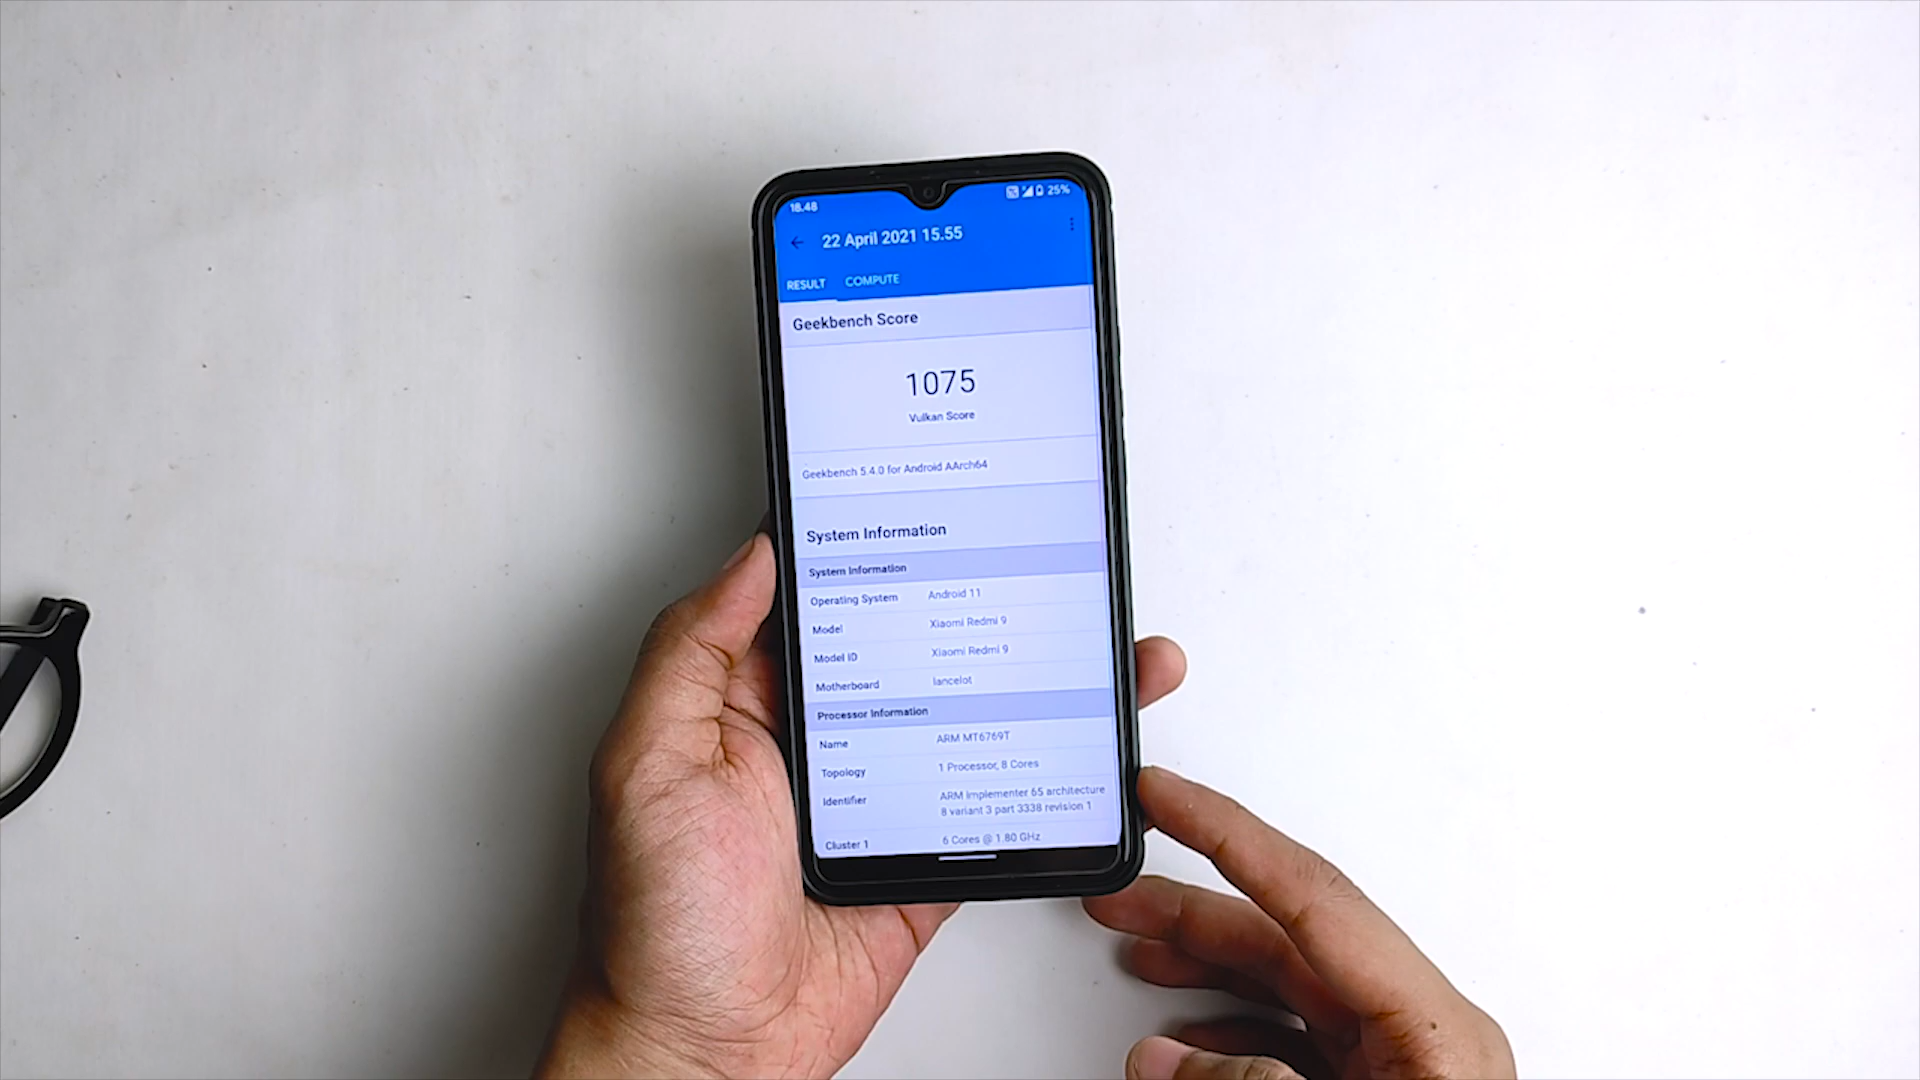 18.48
25%
22 April 2021 15.55
RESULT COMPUTE
Geekbench Score
1075
Vulkan Score
Geekbench 5.4.0 for Android AArch64
System Information
System Information
Operating System Android 11
Model Xiaomi Redmi 9
Model ID Xiaomi Redmi 9
Motherboard lancelot
Processor Information
Name ARM MT6769T
Topology 1 Processor, 8 Cores
Identifier ARM implementer 65 architecture
8 variant 3 part 3338 revision 1
Cluster 1 6 Cores @ 1.80 GHz